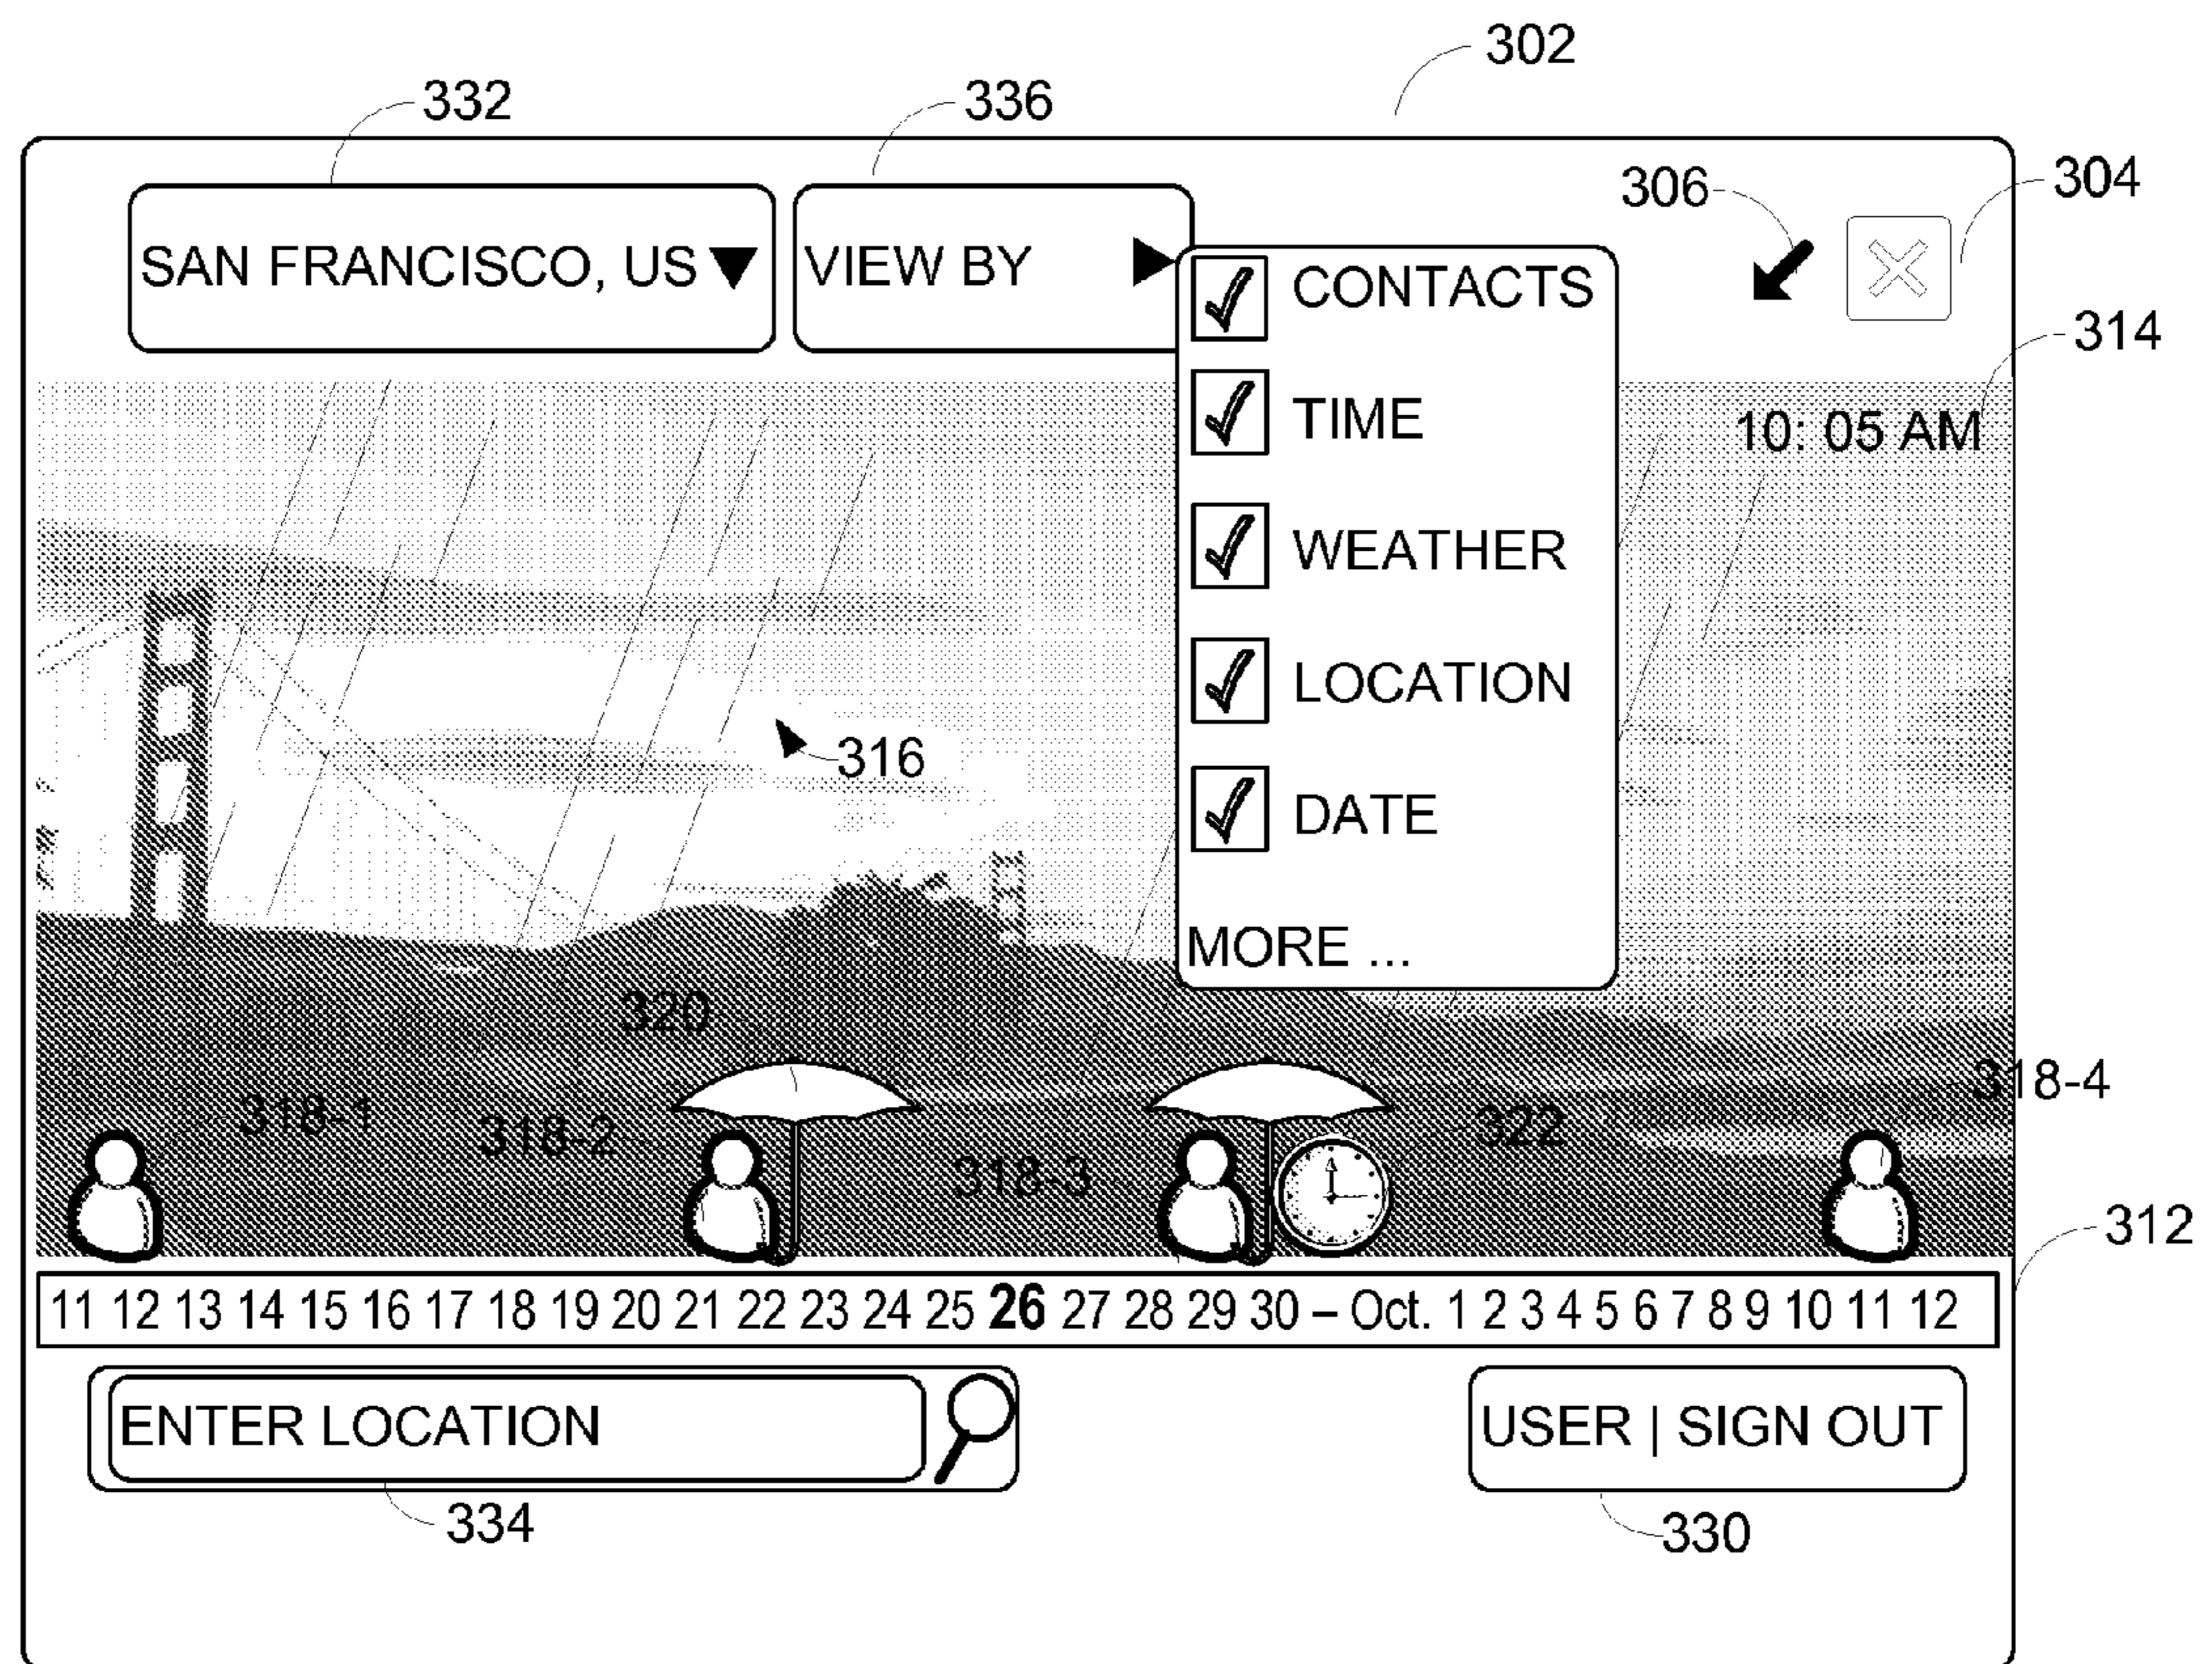 302
332
336
306
304
SAN FRANCISCO, US
VIEW BY
CONTACTS
314
TIME
10: 05 AM
WEATHER
LOCATION
316
DATE
MORE ...
320
318-4
318-1
318-2
322
318-3
312
11 12 13 14 15 16 17 18 19 20 21 22 23 24 25 26 27 28 29 30 – Oct. 1 2 3 4 5 6 7 8 9 10 11 12
ENTER LOCATION
USER | SIGN OUT
334
330